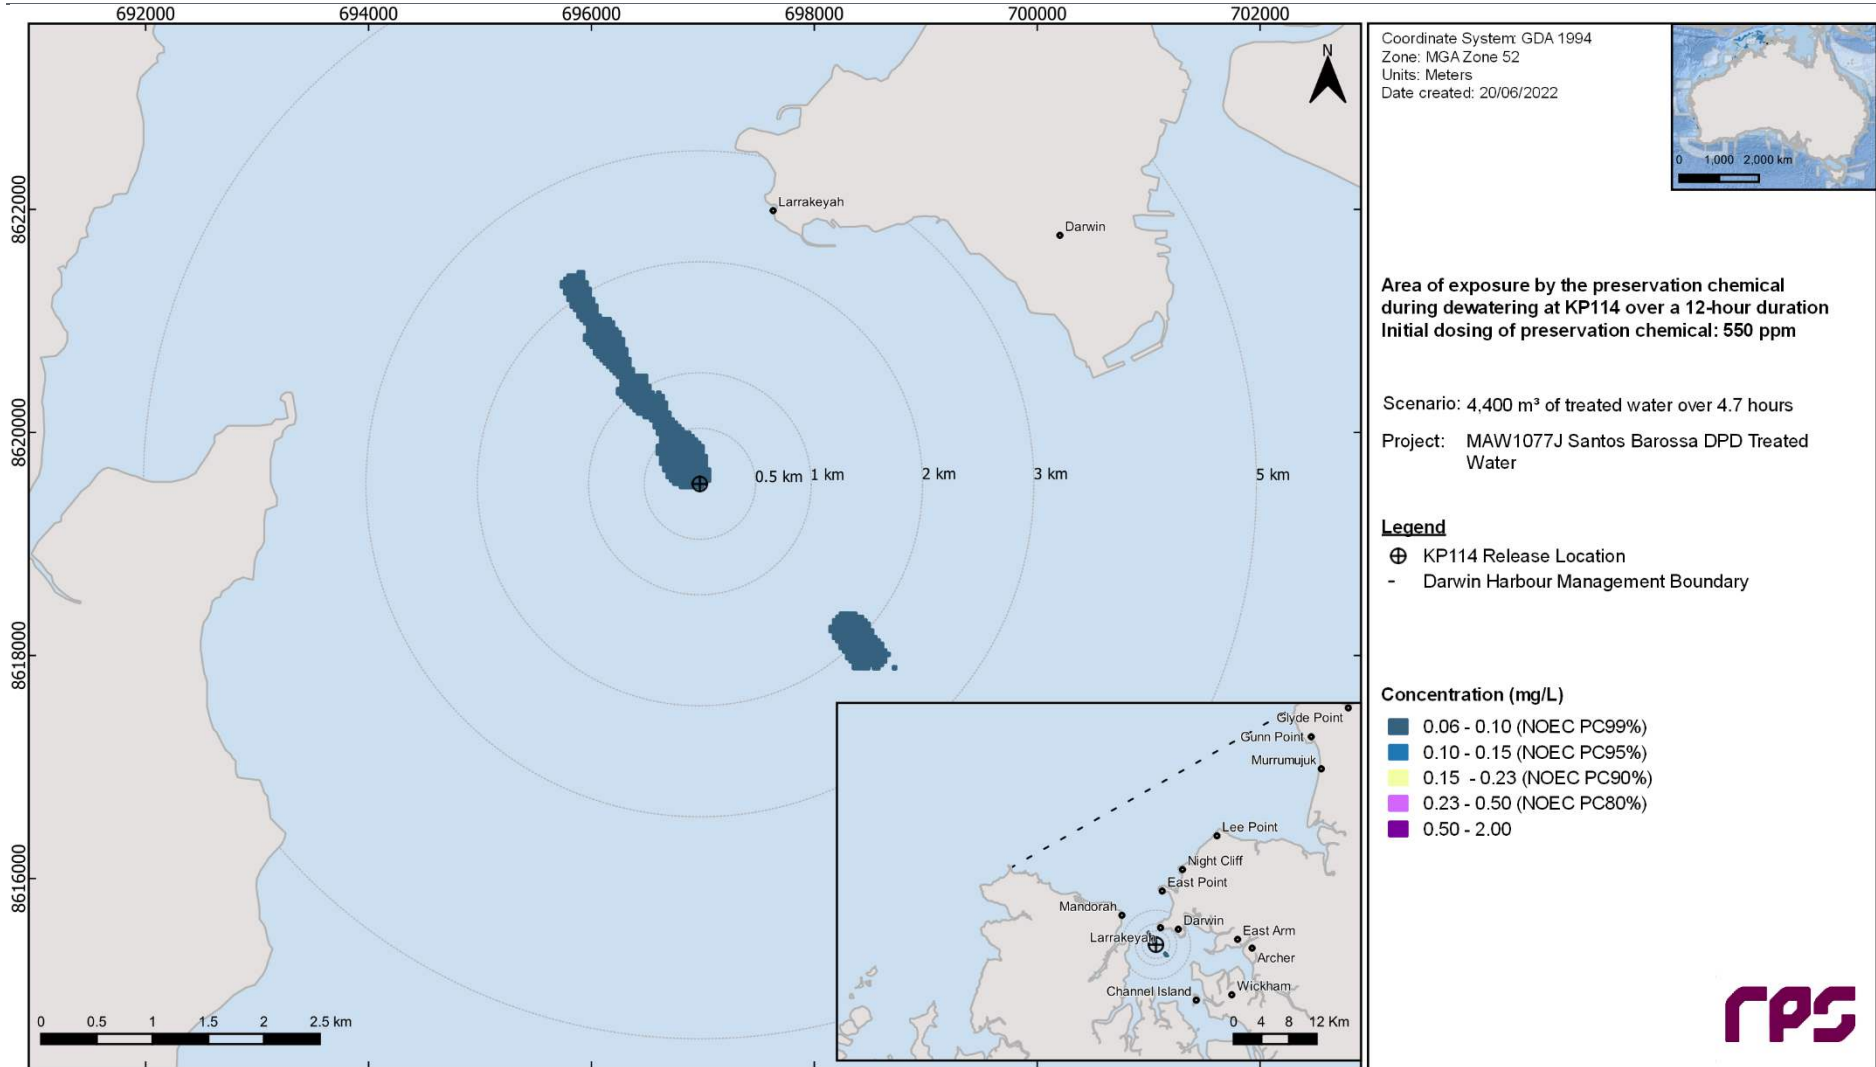 692000
694000
696000
698000
700000
702000
8622000
8620000
8618000
8616000
N
Larrakeyah
Darwin
0.5 km
1 km
2 km
3 km
5 km
0 0.5 1 1.5 2 2.5 km
Glyde Point
Gunn Point
Murrumujuk
Lee Point
Night Cliff
East Point
Mandorah
Darwin
Larrakeyah
East Arm
Archer
Channel Island
Wickham
0 4 8 12 Km
Coordinate System: GDA 1994
Zone: MGA Zone 52
Units: Meters
Date created: 20/06/2022
0 1,000 2,000 km
Area of exposure by the preservation chemical
during dewatering at KP114 over a 12-hour duration
Initial dosing of preservation chemical: 550 ppm
Scenario: 4,400 m³ of treated water over 4.7 hours
Project: MAW1077J Santos Barossa DPD Treated
Water
Legend
KP114 Release Location
- Darwin Harbour Management Boundary
Concentration (mg/L)
0.06 - 0.10 (NOEC PC99%)
0.10 - 0.15 (NOEC PC95%)
0.15 - 0.23 (NOEC PC90%)
0.23 - 0.50 (NOEC PC80%)
0.50 - 2.00
rps